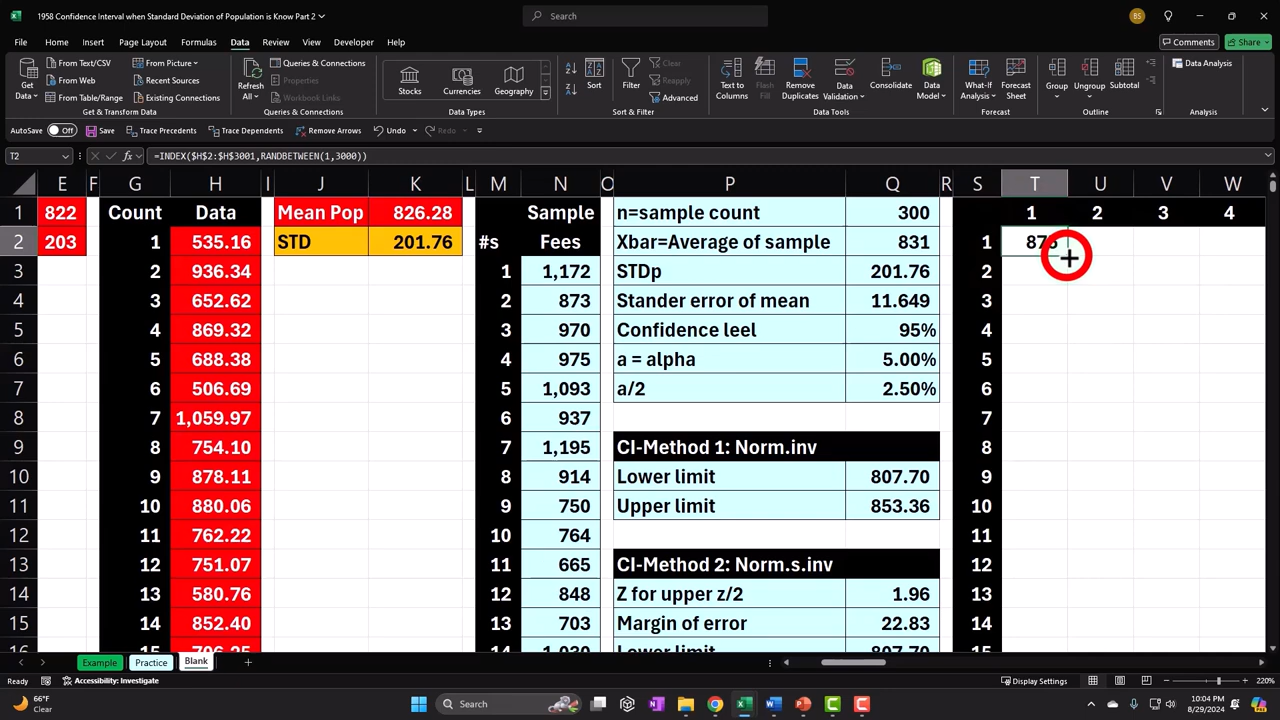 1958 Confidence Interval when Standard Deviation of Population is Know Part 2
Search
BS
File Home Insert Page Layout Formulas Data Review View Developer Help
Comments Share
Get Data
From Text/CSV
From Web
From Table/Range
From Picture
Recent Sources
Existing Connections
Get & Transform Data
Refresh All
Queries & Connections
Properties
Workbook Links
Queries & Connections
Stocks Currencies Geography
Data Types
Sort Filter
Clear
Reapply
Advanced
Sort & Filter
Text to Columns
Flash Fill
Remove Duplicates
Data Validation
Consolidate
Data Model
Data Tools
What-If Analysis
Forecast Sheet
Forecast
Group Ungroup Subtotal
Outline
Data Analysis
Analysis
AutoSave Off Save Trace Precedents Trace Dependents Remove Arrows Undo Redo
T2 fx =INDEX($H$2:$H$3001,RANDBETWEEN(1,3000))
E F G H I J K L M N O P Q R S T U V W
1 822 Count Data Mean Pop 826.28 Sample n=sample count 300 1 2 3 4
2 203 1 535.16 STD 201.76 #s Fees Xbar=Average of sample 831 1
3 2 936.34 1 1,172 STDp 201.76 2
4 3 652.62 2 873 Stander error of mean 11.649 3
5 4 869.32 3 970 Confidence leel 95% 4
6 5 688.38 4 975 a = alpha 5.00% 5
7 6 506.69 5 1,093 a/2 2.50% 6
8 7 1,059.97 6 937 7
9 8 754.10 7 1,195 CI-Method 1: Norm.inv 8
10 9 878.11 8 914 Lower limit 807.70 9
11 10 880.06 9 750 Upper limit 853.36 10
12 11 762.22 10 764 11
13 12 751.07 11 665 CI-Method 2: Norm.s.inv 12
14 13 580.76 12 848 Z for upper z/2 1.96 13
15 14 852.40 13 703 Margin of error 22.83 14
16 15 706.25 14 1,030 Lower limit 807.70 15
Example Practice Blank
Ready Accessibility: Investigate Display Settings 220%
66°F
Clear
Search
10:04 PM
8/29/2024